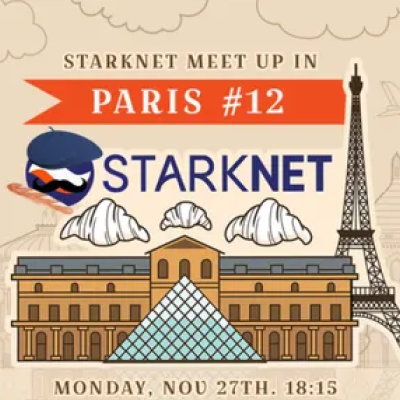 STARKNET MEET UP IN
PARIS #12
STARKNET
MONDAY, NOV 27TH. 18:15